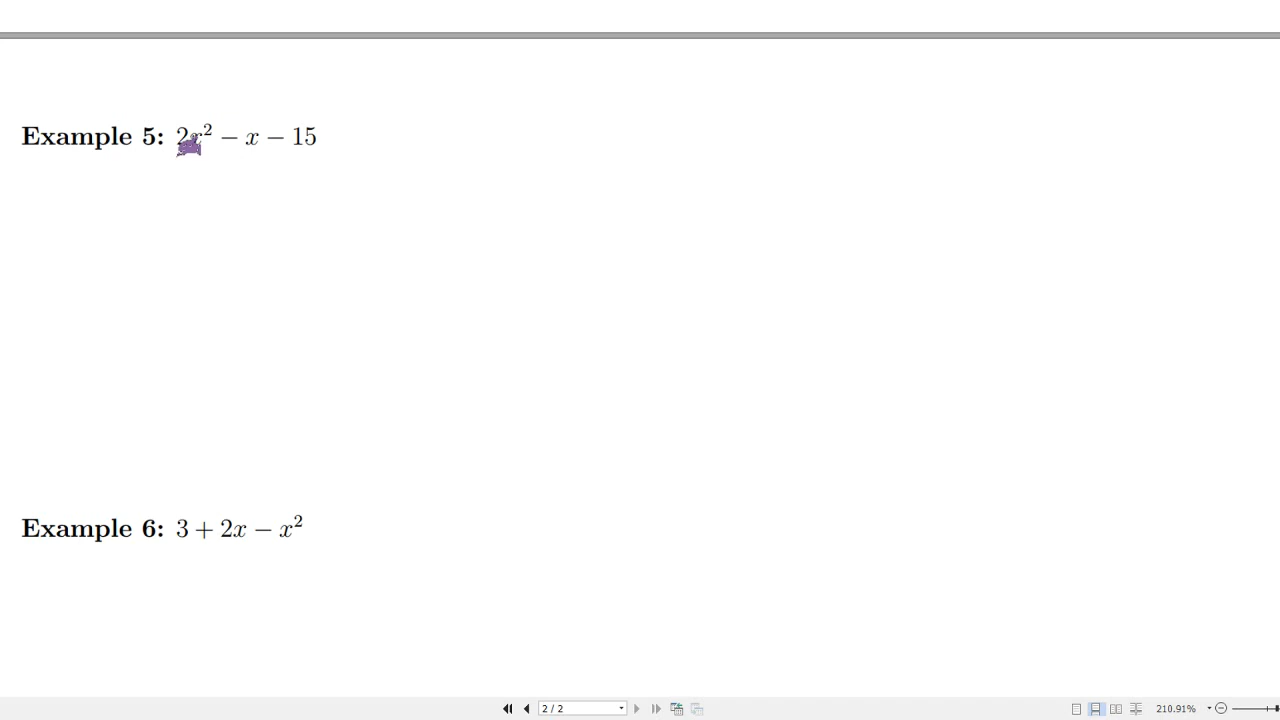 Example 5: 2x² − x − 15
Example 6: 3 + 2x − x²
2 / 2
210.91%